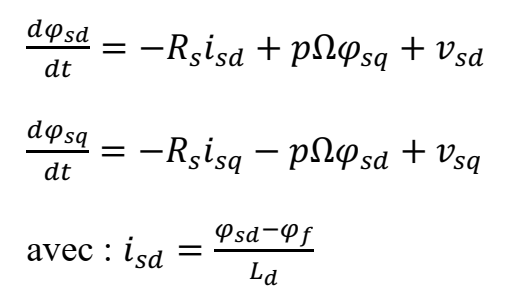 dφ_sd/dt = −R_s i_sd + pΩφ_sq + v_sd
dφ_sq/dt = −R_s i_sq − pΩφ_sd + v_sq
avec : i_sd = (φ_sd−φ_f)/L_d